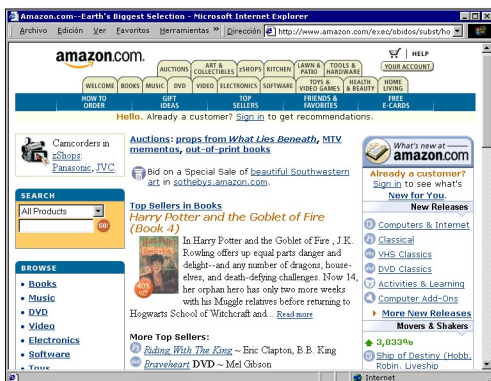 Amazon.com--Earth's Biggest Selection - Microsoft Internet Explorer
Archivo Edición Ver Favoritos Herramientas » Dirección http://www.amazon.com/exec/obidos/subst/ho
amazon.com.
HELP
YOUR ACCOUNT
AUCTIONS ART & COLLECTIBLES zSHOPS KITCHEN LAWN & PATIO TOOLS & HARDWARE
WELCOME BOOKS MUSIC DVD VIDEO ELECTRONICS SOFTWARE TOYS & VIDEO GAMES HEALTH & BEAUTY HOME LIVING
HOW TO ORDER GIFT IDEAS TOP SELLERS FRIENDS & FAVORITES FREE E-CARDS
Hello. Already a customer? Sign in to get recommendations.
Camcorders in
zShops:
Panasonic, JVC.
SEARCH
All Products
GO!
BROWSE
• Books
• Music
• DVD
• Video
• Electronics
• Software
• Toys
Auctions: props from What Lies Beneath, MTV
mementos, out-of-print books
Bid on a Special Sale of beautiful Southwestern
art in sothebys.amazon.com.
Top Sellers in Books
Harry Potter and the Goblet of Fire
(Book 4)
40% off
In Harry Potter and the Goblet of Fire , J.K.
Rowling offers up equal parts danger and
delight--and any number of dragons, house-
elves, and death-defying challenges. Now 14,
her orphan hero has only two more weeks
with his Muggle relatives before returning to
Hogwarts School of Witchcraft and... Read more
More Top Sellers:
Riding With The King ~ Eric Clapton, B.B. King
Braveheart DVD ~ Mel Gibson
What's new at
amazon.com
Already a customer?
Sign in to see what's
New for You.
New Releases
Computers & Internet
Classical
VHS Classics
DVD Classics
Activities & Learning
Computer Add-Ons
More New Releases
Movers & Shakers
3,833%
Ship of Destiny (Hobb,
Robin. Liveship
Internet